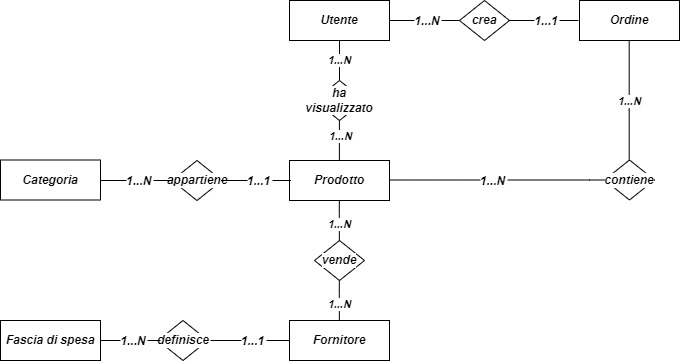 Utente
1...N
crea
1...1
Ordine
1...N
1...N
ha
visualizzato
1...N
Categoria
1...N
appartiene
1...1
Prodotto
1...N
contiene
1...N
vende
1...N
Fascia di spesa
1...N
definisce
1...1
Fornitore